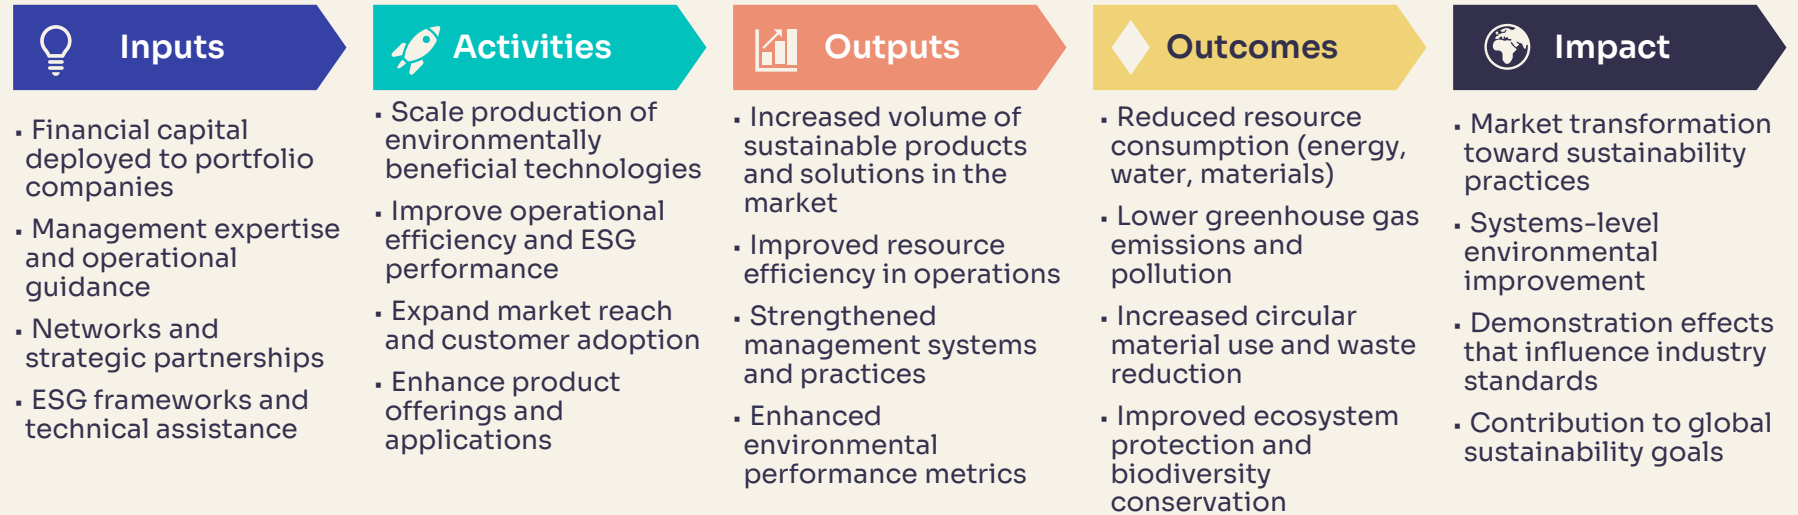 Inputs
▪ Financial capital
deployed to portfolio
companies
▪ Management expertise
and operational
guidance
▪ Networks and
strategic partnerships
▪ ESG frameworks and
technical assistance
Activities
▪ Scale production of
environmentally
beneficial technologies
▪ Improve operational
efficiency and ESG
performance
▪ Expand market reach
and customer adoption
▪ Enhance product
offerings and
applications
Outputs
▪ Increased volume of
sustainable products
and solutions in the
market
▪ Improved resource
efficiency in operations
▪ Strengthened
management systems
and practices
▪ Enhanced
environmental
performance metrics
Outcomes
▪ Reduced resource
consumption (energy,
water, materials)
▪ Lower greenhouse gas
emissions and
pollution
▪ Increased circular
material use and waste
reduction
▪ Improved ecosystem
protection and
biodiversity
conservation
Impact
▪ Market transformation
toward sustainability
practices
▪ Systems-level
environmental
improvement
▪ Demonstration effects
that influence industry
standards
▪ Contribution to global
sustainability goals